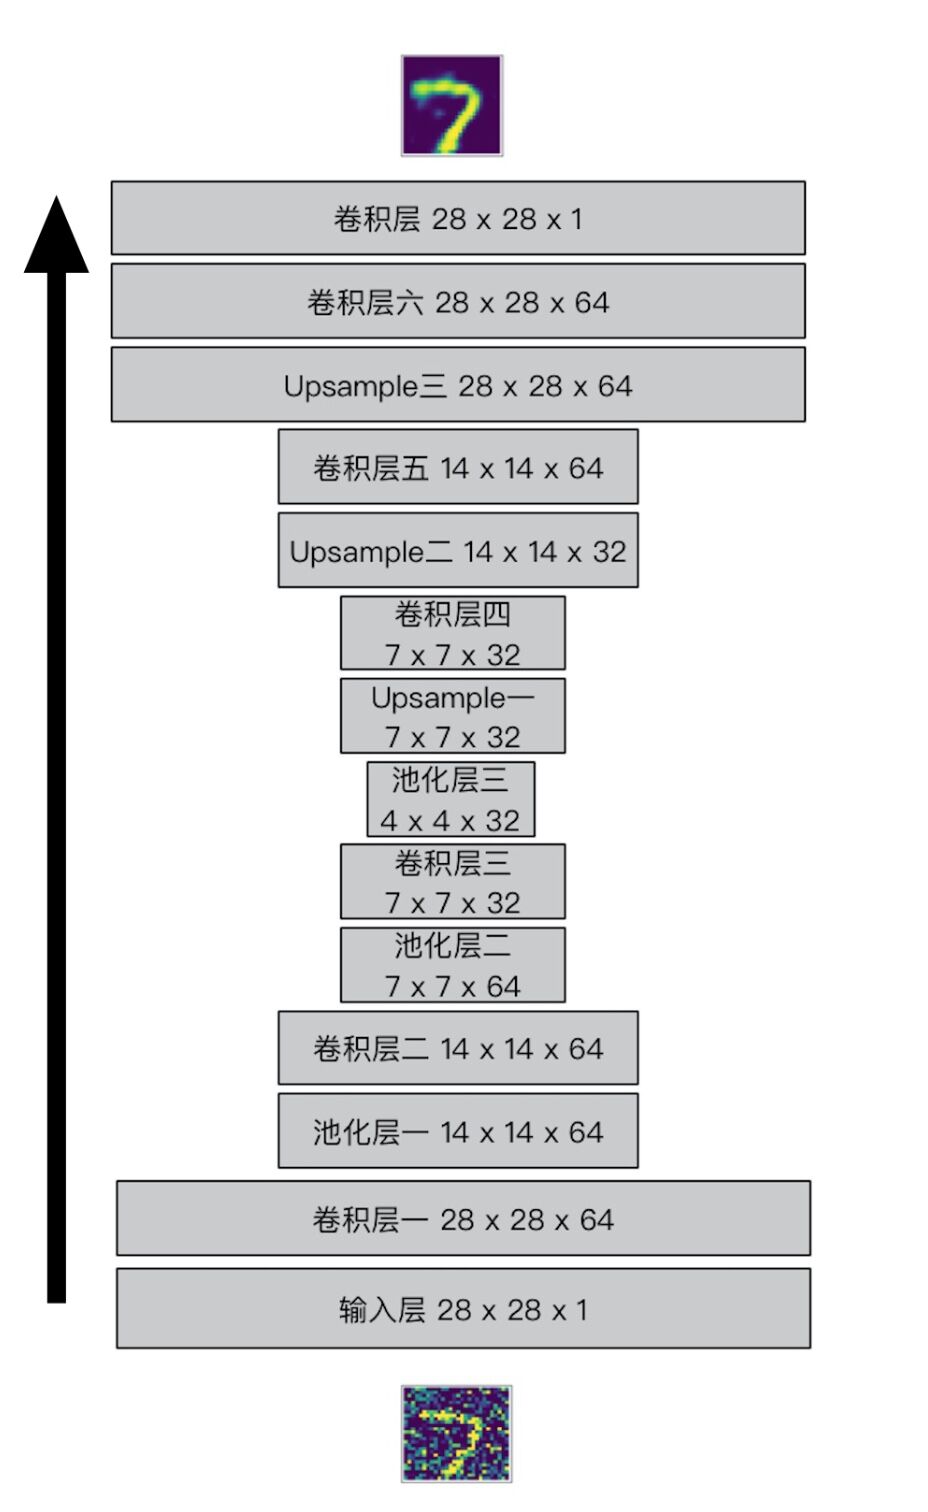 卷积层 28 x 28 x 1
卷积层六 28 x 28 x 64
Upsample三 28 x 28 x 64
卷积层五 14 x 14 x 64
Upsample二 14 x 14 x 32
卷积层四
7 x 7 x 32
Upsample一
7 x 7 x 32
池化层三
4 x 4 x 32
卷积层三
7 x 7 x 32
池化层二
7 x 7 x 64
卷积层二 14 x 14 x 64
池化层一 14 x 14 x 64
卷积层一 28 x 28 x 64
输入层 28 x 28 x 1